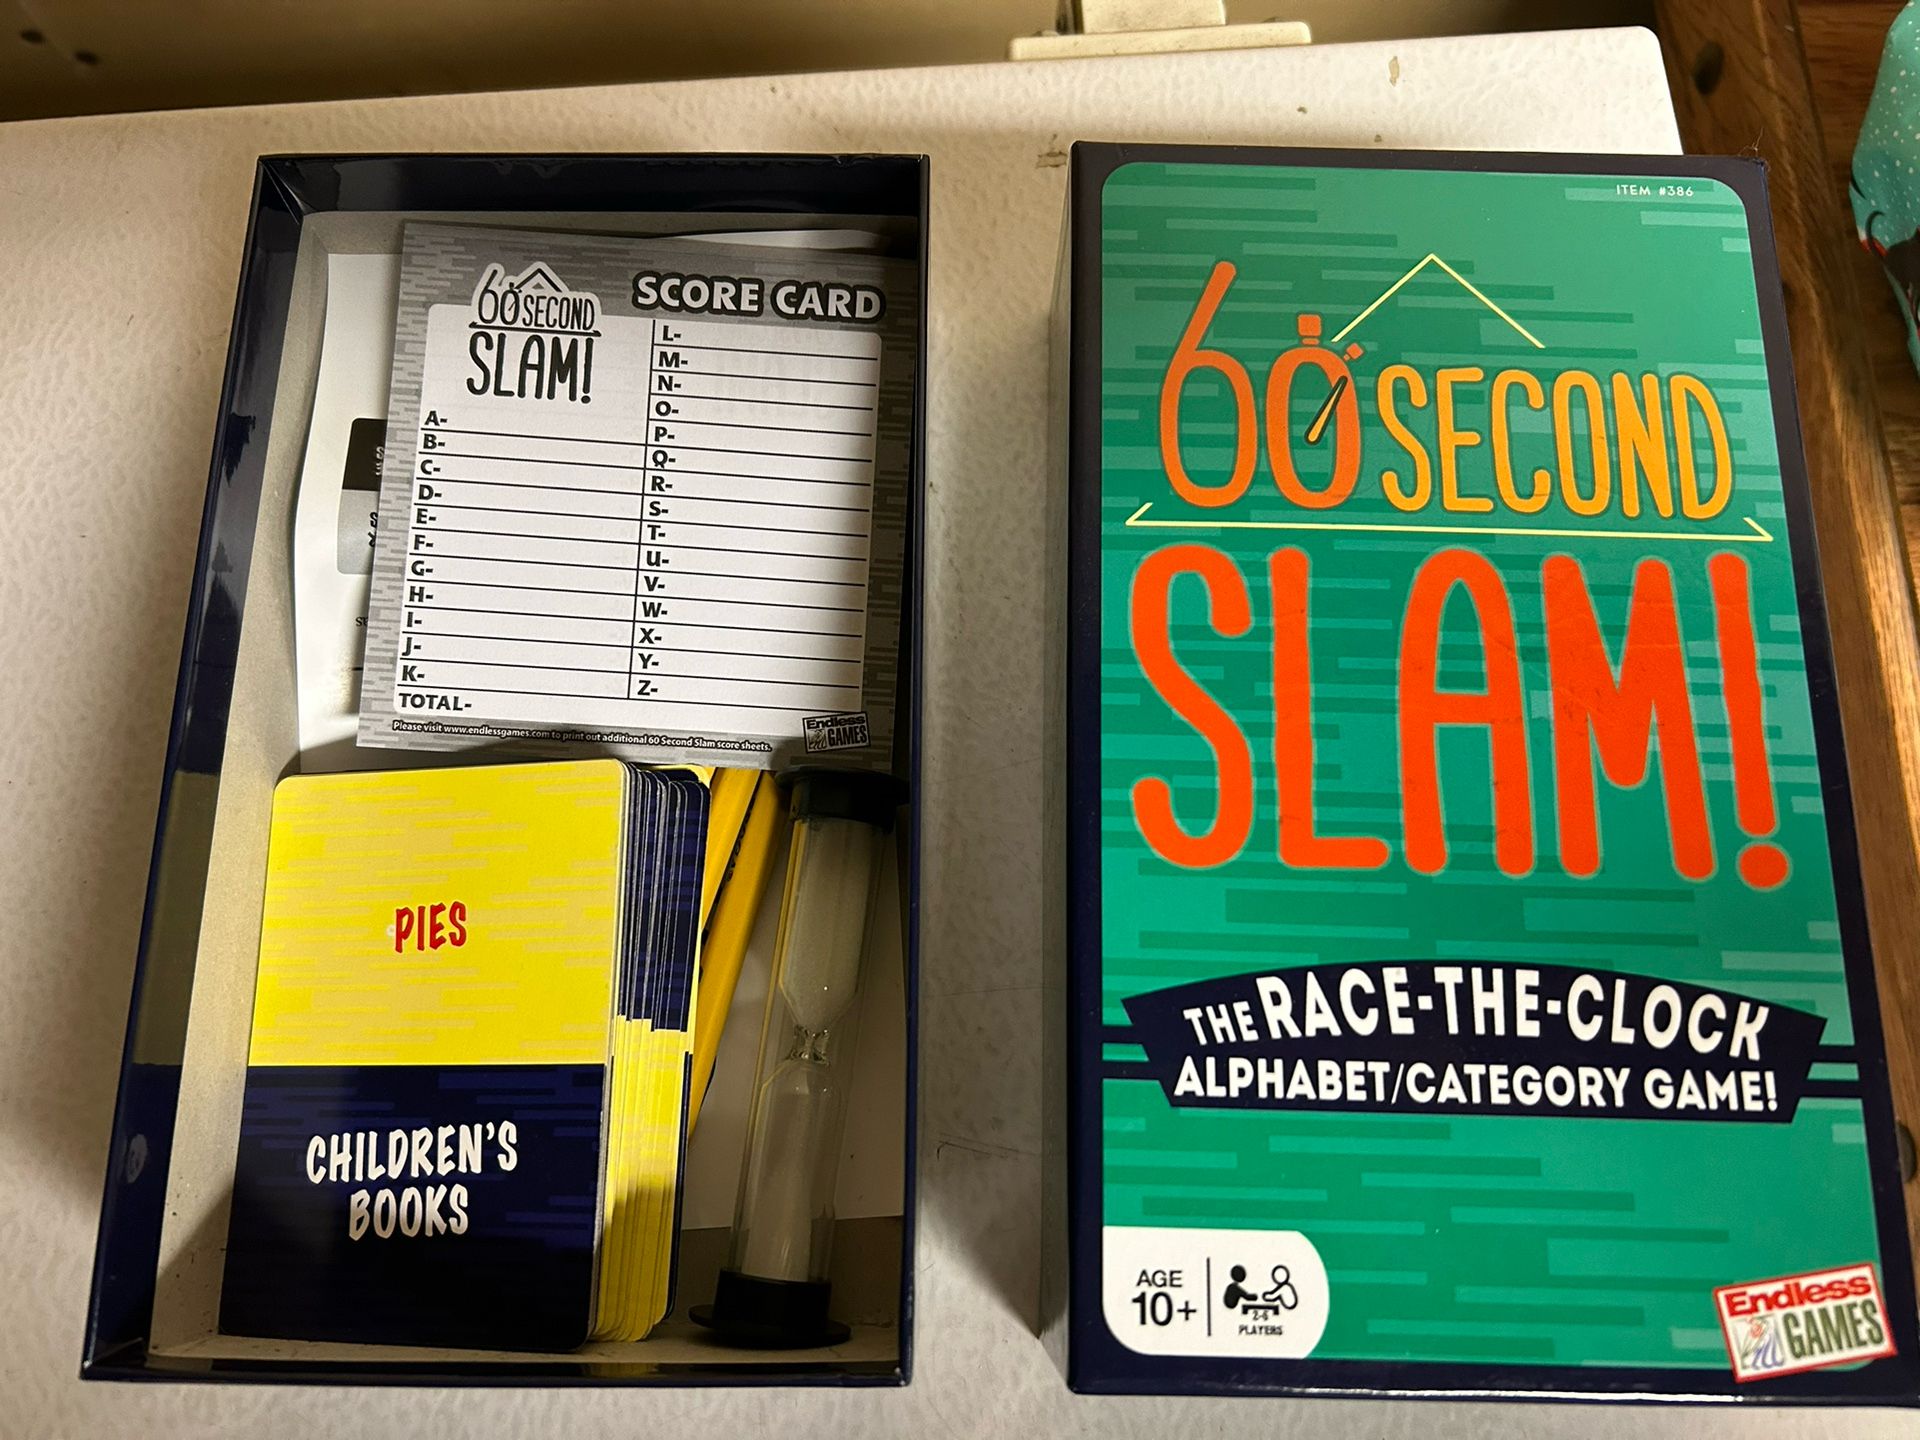 60 SECOND
SLAM!
SCORE CARD
A-
B-
C-
D-
E-
F-
G-
H-
I-
J-
K-
TOTAL-
L-
M-
N-
O-
P-
Q-
R-
S-
T-
U-
V-
W-
X-
Y-
Z-
Please visit www.endlessgames.com to print out additional 60 Second Slam score sheets.
Endless
GAMES
PIES
CHILDREN'S
BOOKS
ITEM #386
60 SECOND
SLAM!
THE RACE-THE-CLOCK
ALPHABET/CATEGORY GAME!
AGE
10+
2-6
PLAYERS
Endless
GAMES